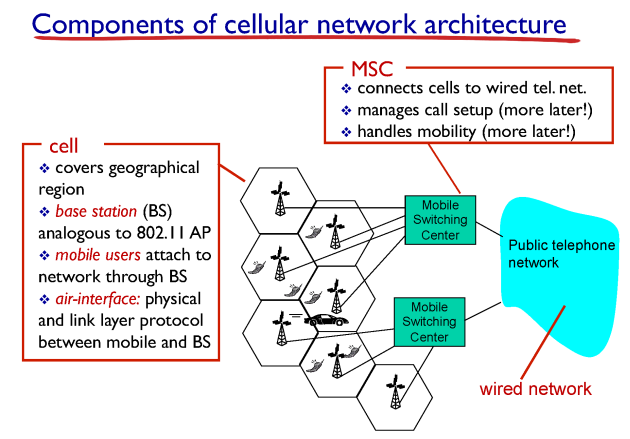 Components of cellular network architecture
MSC
❖ connects cells to wired tel. net.
❖ manages call setup (more later!)
❖ handles mobility (more later!)
cell
❖ covers geographical
region
❖ base station (BS)
analogous to 802.11 AP
❖ mobile users attach to
network through BS
❖ air-interface: physical
and link layer protocol
between mobile and BS
Mobile
Switching
Center
Public telephone
network
Mobile
Switching
Center
wired network